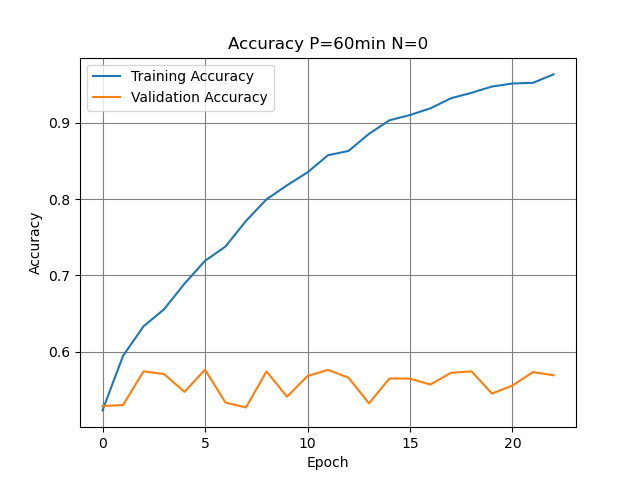 Accuracy P=60min N=0
Training Accuracy
Validation Accuracy
Accuracy
0.9
0.8
0.7
0.6
0 5 10 15 20
Epoch